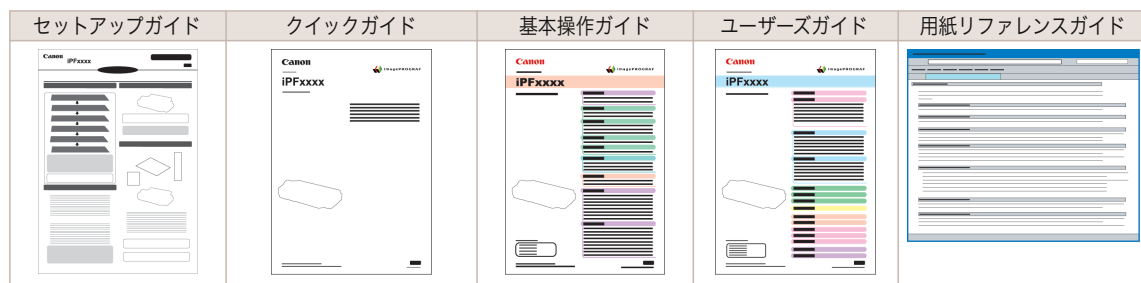 セットアップガイド
クイックガイド
基本操作ガイド
ユーザーズガイド
用紙リファレンスガイド
Canon
iPFxxxx
Canon
imagePROGRAF
iPFxxxx
Canon
imagePROGRAF
iPFxxxx
Canon
imagePROGRAF
iPFxxxx